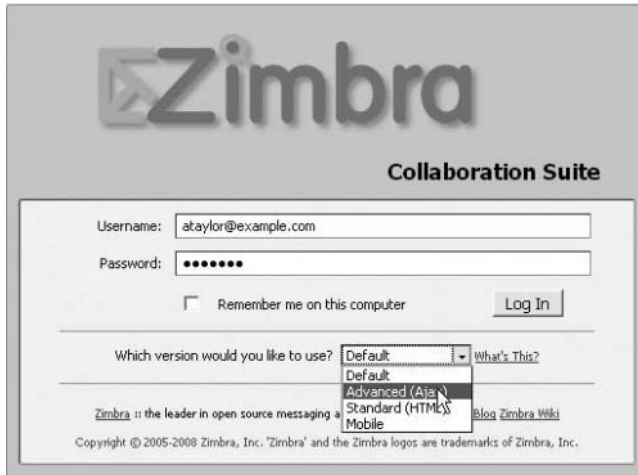 Zimbra
Collaboration Suite
Username: ataylor@example.com
Password: •••••••
Remember me on this computer Log In
Which version would you like to use? Default What's This?
Default
Advanced (Ajax)
Standard (HTML)
Mobile
Zimbra :: the leader in open source messaging a Blog Zimbra Wiki
Copyright © 2005-2008 Zimbra, Inc. 'Zimbra' and the Zimbra logos are trademarks of Zimbra, Inc.